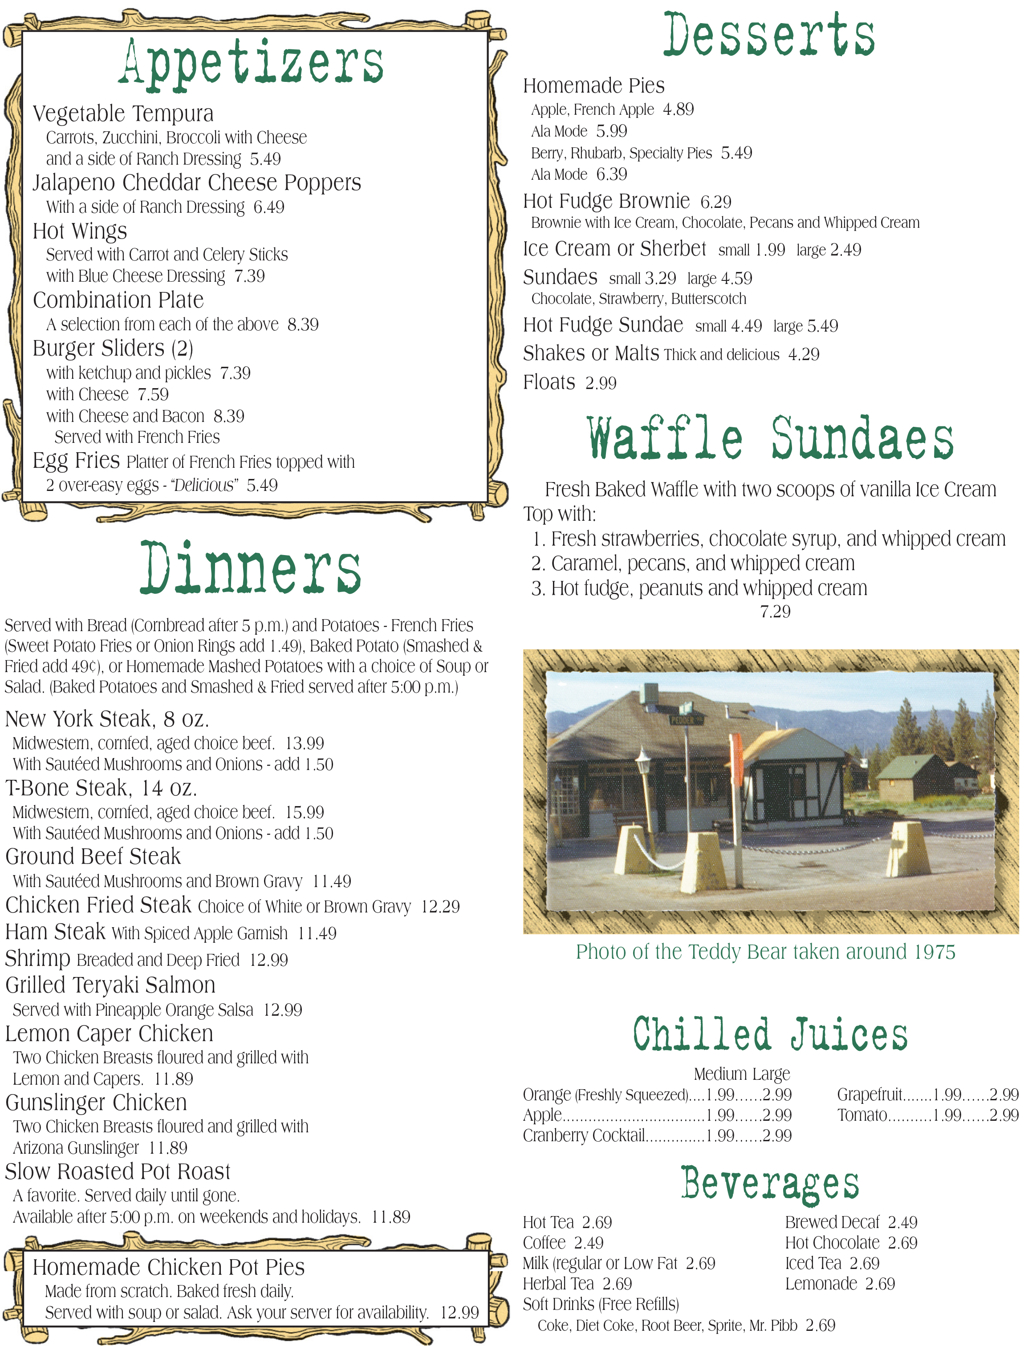 Appetizers
Vegetable Tempura
Carrots, Zucchini, Broccoli with Cheese
and a side of Ranch Dressing 5.49
Jalapeno Cheddar Cheese Poppers
With a side of Ranch Dressing 6.49
Hot Wings
Served with Carrot and Celery Sticks
with Blue Cheese Dressing 7.39
Combination Plate
A selection from each of the above 8.39
Burger Sliders (2)
with ketchup and pickles 7.39
with Cheese 7.59
with Cheese and Bacon 8.39
Served with French Fries
Egg Fries Platter of French Fries topped with
2 over-easy eggs - "Delicious" 5.49
Dinners
Served with Bread (Cornbread after 5 p.m.) and Potatoes - French Fries
(Sweet Potato Fries or Onion Rings add 1.49), Baked Potato (Smashed &
Fried add 49¢), or Homemade Mashed Potatoes with a choice of Soup or
Salad. (Baked Potatoes and Smashed & Fried served after 5:00 p.m.)
New York Steak, 8 oz.
Midwestern, cornfed, aged choice beef. 13.99
With Sautéed Mushrooms and Onions - add 1.50
T-Bone Steak, 14 oz.
Midwestern, cornfed, aged choice beef. 15.99
With Sautéed Mushrooms and Onions - add 1.50
Ground Beef Steak
With Sautéed Mushrooms and Brown Gravy 11.49
Chicken Fried Steak Choice of White or Brown Gravy 12.29
Ham Steak With Spiced Apple Garnish 11.49
Shrimp Breaded and Deep Fried 12.99
Grilled Teryaki Salmon
Served with Pineapple Orange Salsa 12.99
Lemon Caper Chicken
Two Chicken Breasts floured and grilled with
Lemon and Capers. 11.89
Gunslinger Chicken
Two Chicken Breasts floured and grilled with
Arizona Gunslinger 11.89
Slow Roasted Pot Roast
A favorite. Served daily until gone.
Available after 5:00 p.m. on weekends and holidays. 11.89
Homemade Chicken Pot Pies
Made from scratch. Baked fresh daily.
Served with soup or salad. Ask your server for availability. 12.99
Desserts
Homemade Pies
Apple, French Apple 4.89
Ala Mode 5.99
Berry, Rhubarb, Specialty Pies 5.49
Ala Mode 6.39
Hot Fudge Brownie 6.29
Brownie with Ice Cream, Chocolate, Pecans and Whipped Cream
Ice Cream or Sherbet small 1.99 large 2.49
Sundaes small 3.29 large 4.59
Chocolate, Strawberry, Butterscotch
Hot Fudge Sundae small 4.49 large 5.49
Shakes or Malts Thick and delicious 4.29
Floats 2.99
Waffle Sundaes
Fresh Baked Waffle with two scoops of vanilla Ice Cream
Top with:
1. Fresh strawberries, chocolate syrup, and whipped cream
2. Caramel, pecans, and whipped cream
3. Hot fudge, peanuts and whipped cream
7.29
Photo of the Teddy Bear taken around 1975
Chilled Juices
Medium Large
Orange (Freshly Squeezed)....1.99......2.99 Grapefruit.......1.99......2.99
Apple.................................1.99......2.99 Tomato..........1.99......2.99
Cranberry Cocktail..............1.99......2.99
Beverages
Hot Tea 2.69 Brewed Decaf 2.49
Coffee 2.49 Hot Chocolate 2.69
Milk (regular or Low Fat 2.69 Iced Tea 2.69
Herbal Tea 2.69 Lemonade 2.69
Soft Drinks (Free Refills)
Coke, Diet Coke, Root Beer, Sprite, Mr. Pibb 2.69